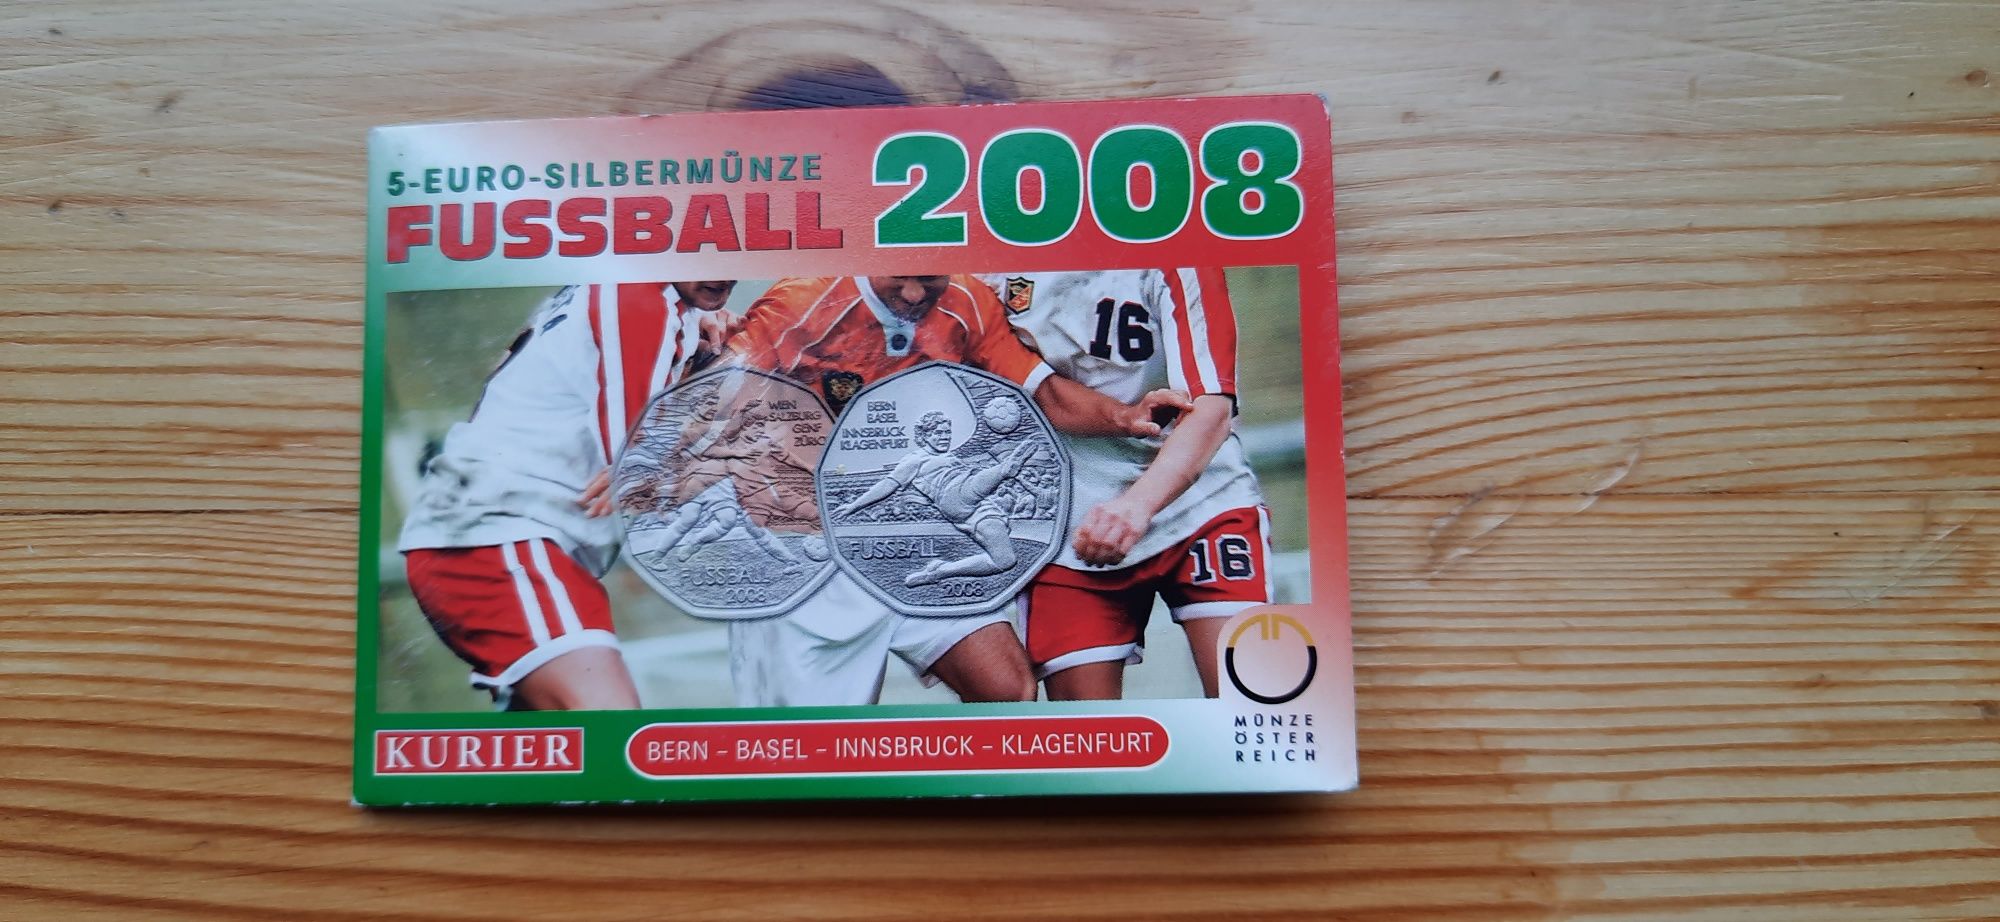 5-EURO-SILBERMÜNZE
FUSSBALL 2008
16
WIEN
SALZBURG
GENF
ZÜRIC
BERN
BASEL
INNSBRUCK
KLAGENFURT
FUSSBALL
2008
FUSSBALL
2008
16
KURIER
BERN – BASEL – INNSBRUCK – KLAGENFURT
MÜNZE
ÖSTER
REICH